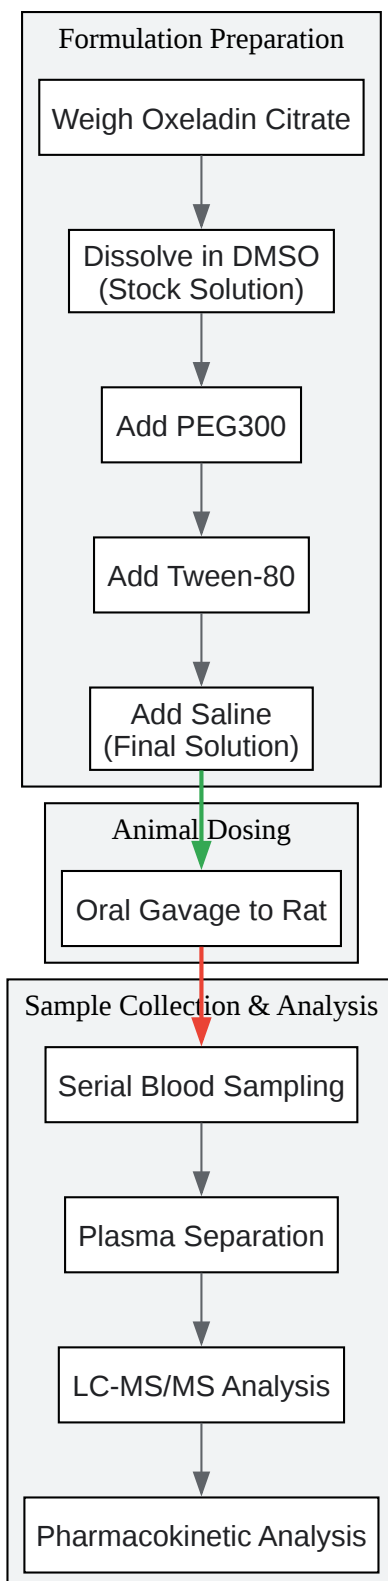 Formulation Preparation
Weigh Oxeladin Citrate
Dissolve in DMSO
(Stock Solution)
Add PEG300
Add Tween-80
Add Saline
(Final Solution)
Animal Dosing
Oral Gavage to Rat
Sample Collection & Analysis
Serial Blood Sampling
Plasma Separation
LC-MS/MS Analysis
Pharmacokinetic Analysis